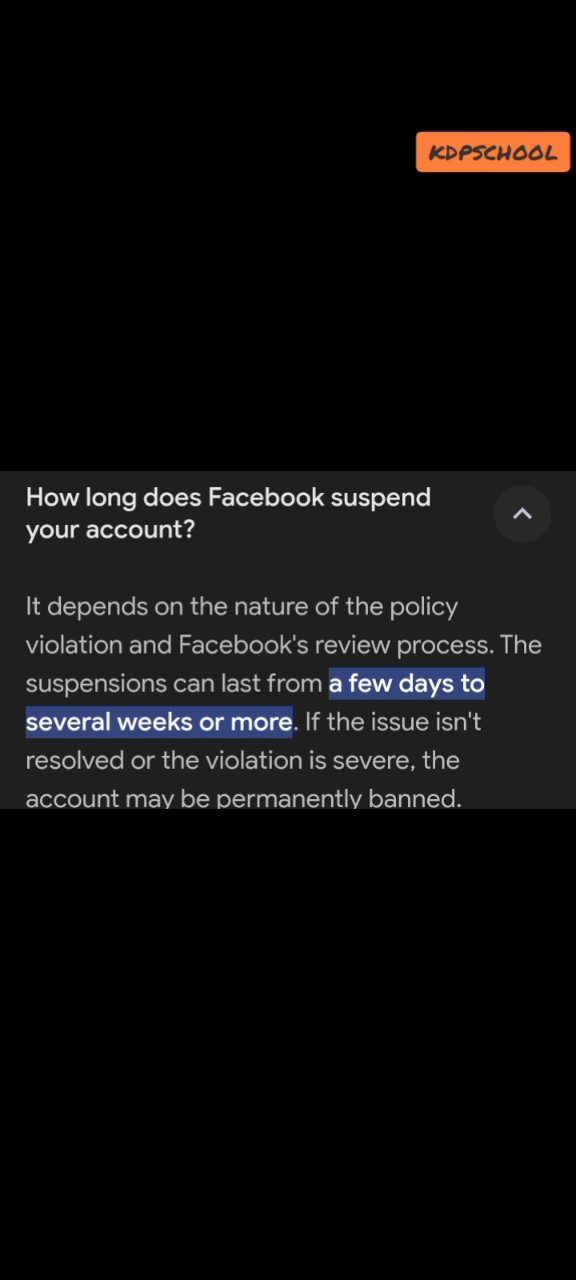 KDPSCHOOL
How long does Facebook suspend
your account?
It depends on the nature of the policy
violation and Facebook's review process. The
suspensions can last from a few days to
several weeks or more. If the issue isn't
resolved or the violation is severe, the
account may be permanently banned.